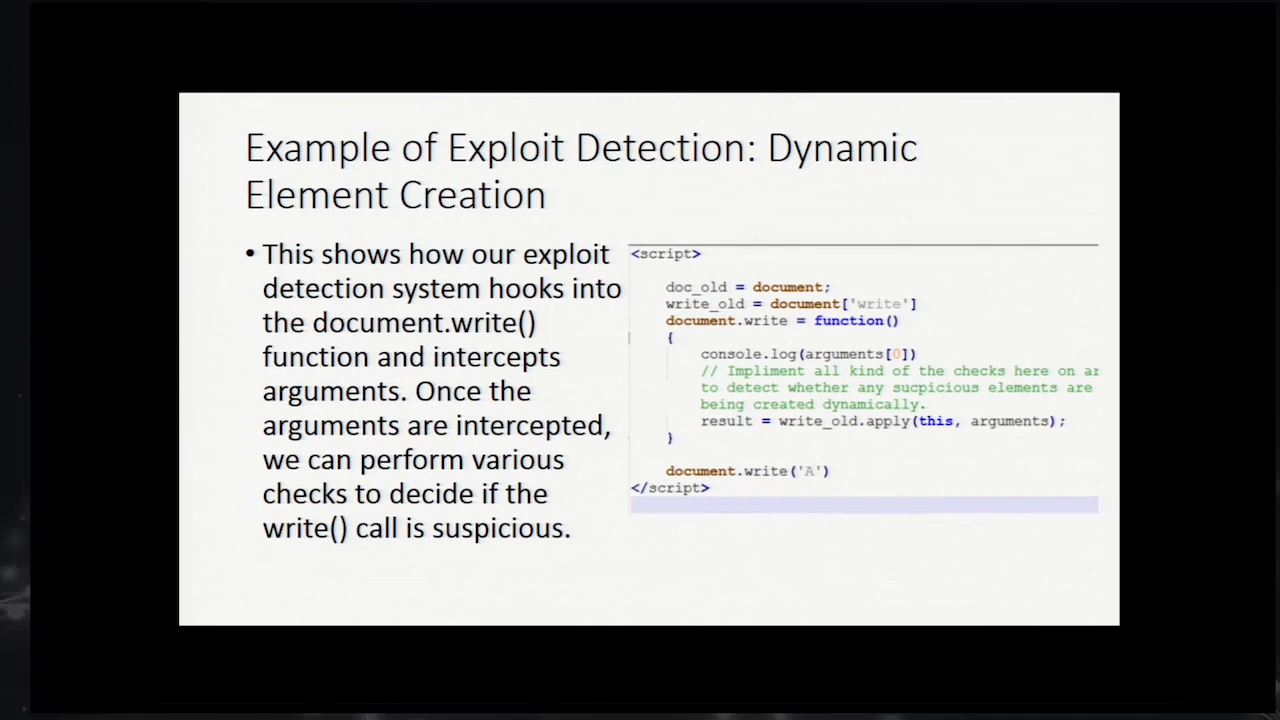 Example of Exploit Detection: Dynamic
Element Creation
• This shows how our exploit
detection system hooks into
the document.write()
function and intercepts
arguments. Once the
arguments are intercepted,
we can perform various
checks to decide if the
write() call is suspicious.
<script>
doc_old = document;
write_old = document['write']
document.write = function()
{
console.log(arguments[0])
// Impliment all kind of the checks here on ar
to detect whether any sucpicious elements are
being created dynamically.
result = write_old.apply(this, arguments);
}
document.write('A')
</script>